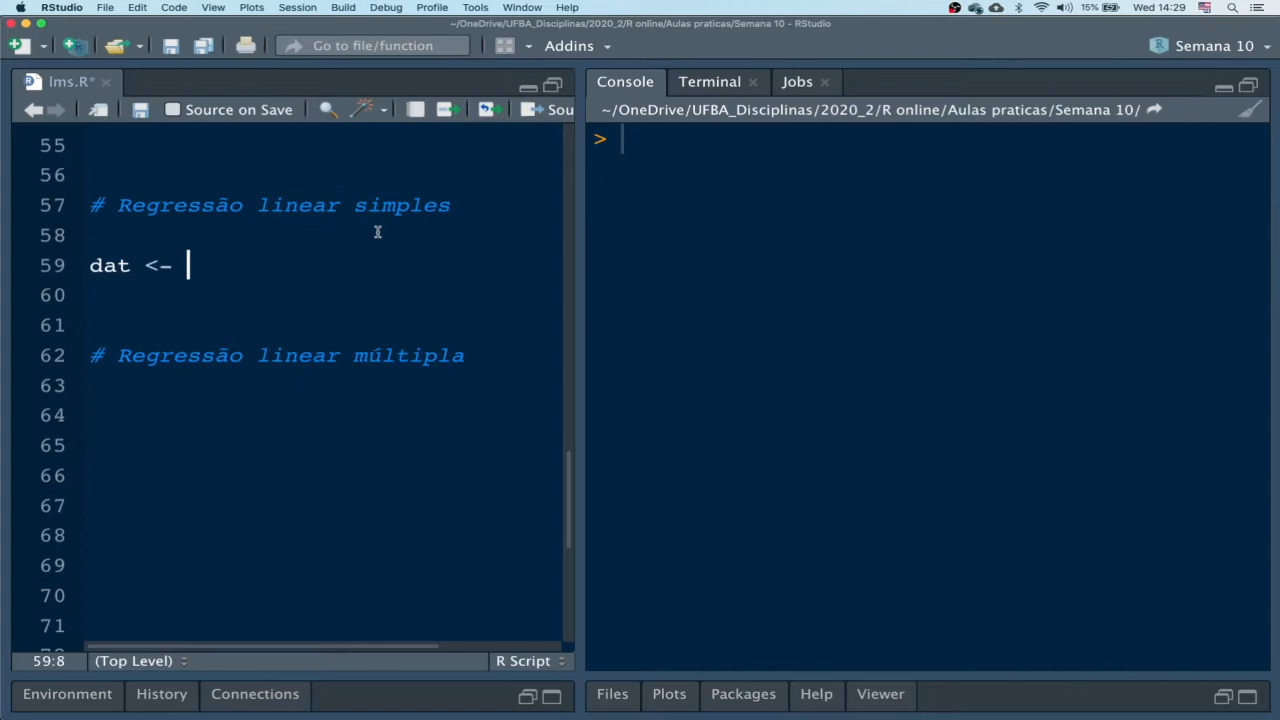 RStudio File Edit Code View Plots Session Build Debug Profile Tools Window Help 15% Wed 14:29
~/OneDrive/UFBA_Disciplinas/2020_2/R online/Aulas praticas/Semana 10 - RStudio
Go to file/function Addins Semana 10
lms.R* Console Terminal Jobs
Source on Save Sou ~/OneDrive/UFBA_Disciplinas/2020_2/R online/Aulas praticas/Semana 10/
55 >
56
57 # Regressão linear simples
58
59 dat <-
60
61
62 # Regressão linear múltipla
63
64
65
66
67
68
69
70
71
59:8 (Top Level) R Script
Environment History Connections Files Plots Packages Help Viewer